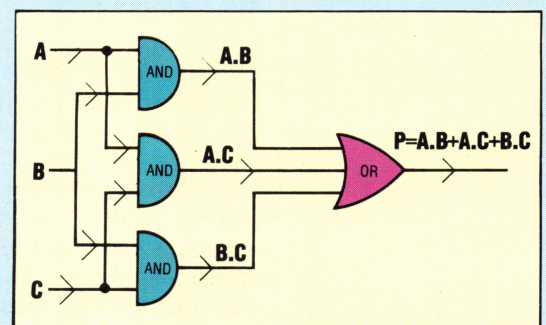 A
AND
A.B
B
AND
A.C
OR
P=A.B+A.C+B.C
C
AND
B.C